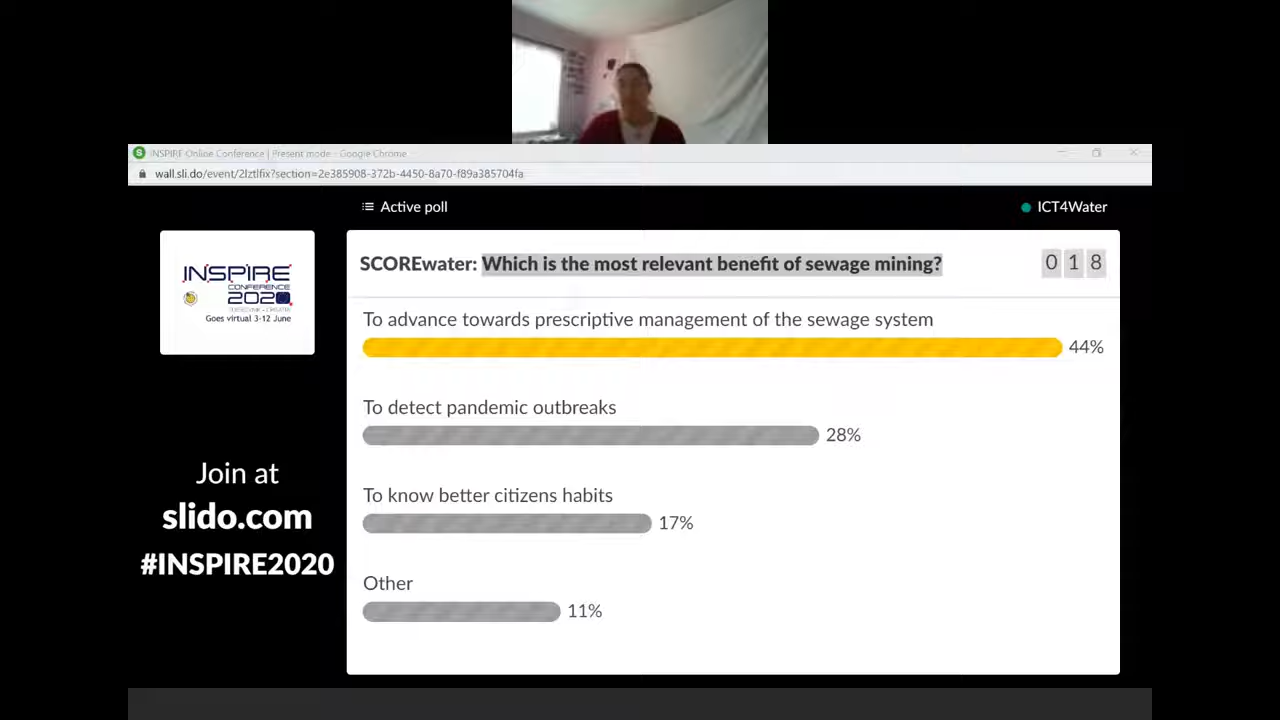 INSPIRE Online Conference | Present mode - Google Chrome
wall.sli.do/event/2lztlfix?section=2e385908-372b-4450-8a70-f89a385704fa
Active poll
ICT4Water
INSPIRE
CONFERENCE
2020
Goes virtual 3-12 June
SCOREwater: Which is the most relevant benefit of sewage mining?
0 1 8
To advance towards prescriptive management of the sewage system
44%
To detect pandemic outbreaks
28%
To know better citizens habits
17%
Other
11%
Join at
slido.com
#INSPIRE2020